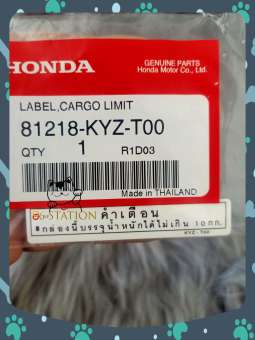 HONDA
GENUINE PARTS
Honda Motor Co., Ltd.
LABEL,CARGO LIMIT
81218-KYZ-T00
QTY 1 R1D03
Made in THAILAND
STATION
คำเตือน
*กล่องนี้บรรจุน้ำหนักได้ไม่เกิน 10 กก.
KYZ-T00